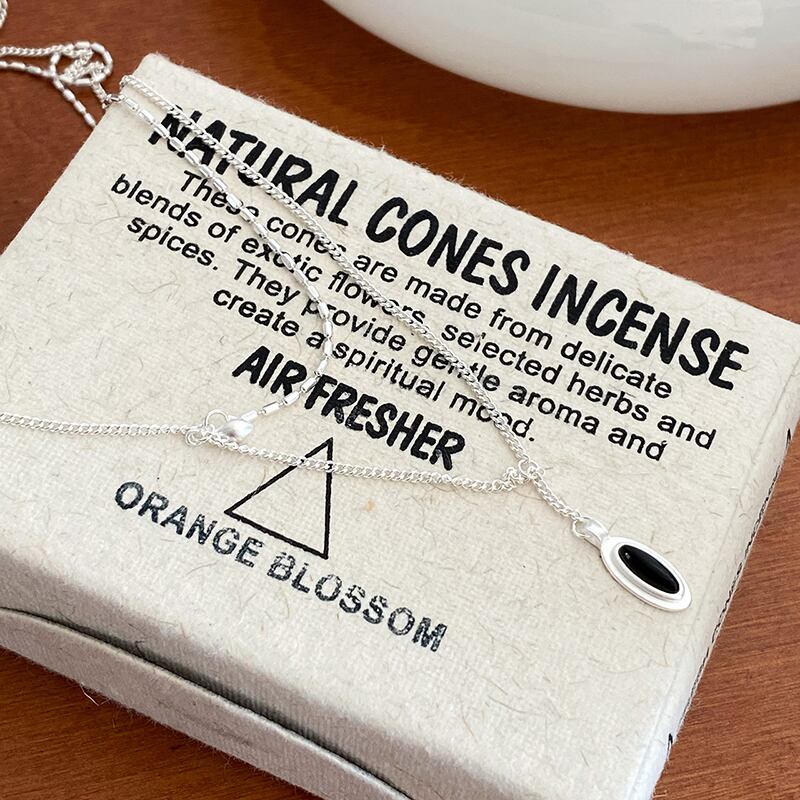 NATURAL CONES INCENSE
These cones are made from delicate
blends of exotic flowers, selected herbs and
spices. They provide gentle aroma and
create a spiritual mood.
AIR FRESHER
ORANGE BLOSSOM